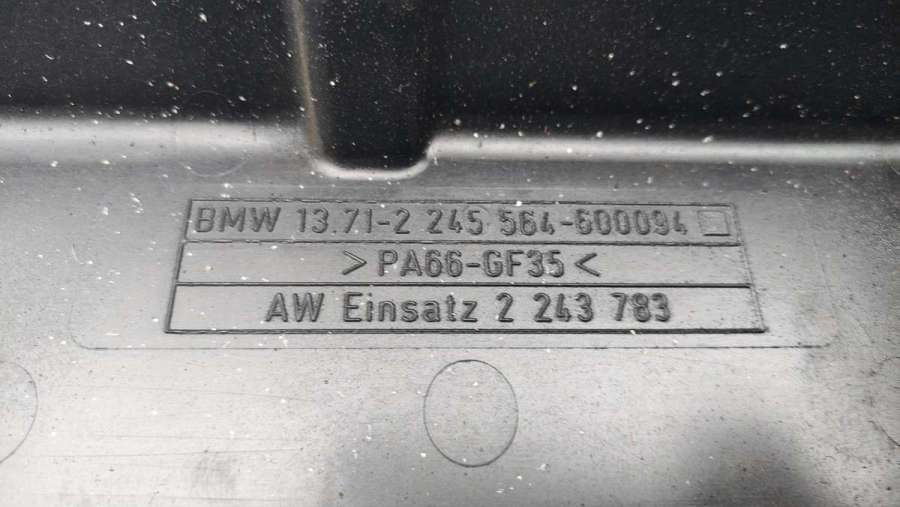 BMW 13.71-2 245 564-600094
>PA66-GF35<
AW Einsatz 2 243 783